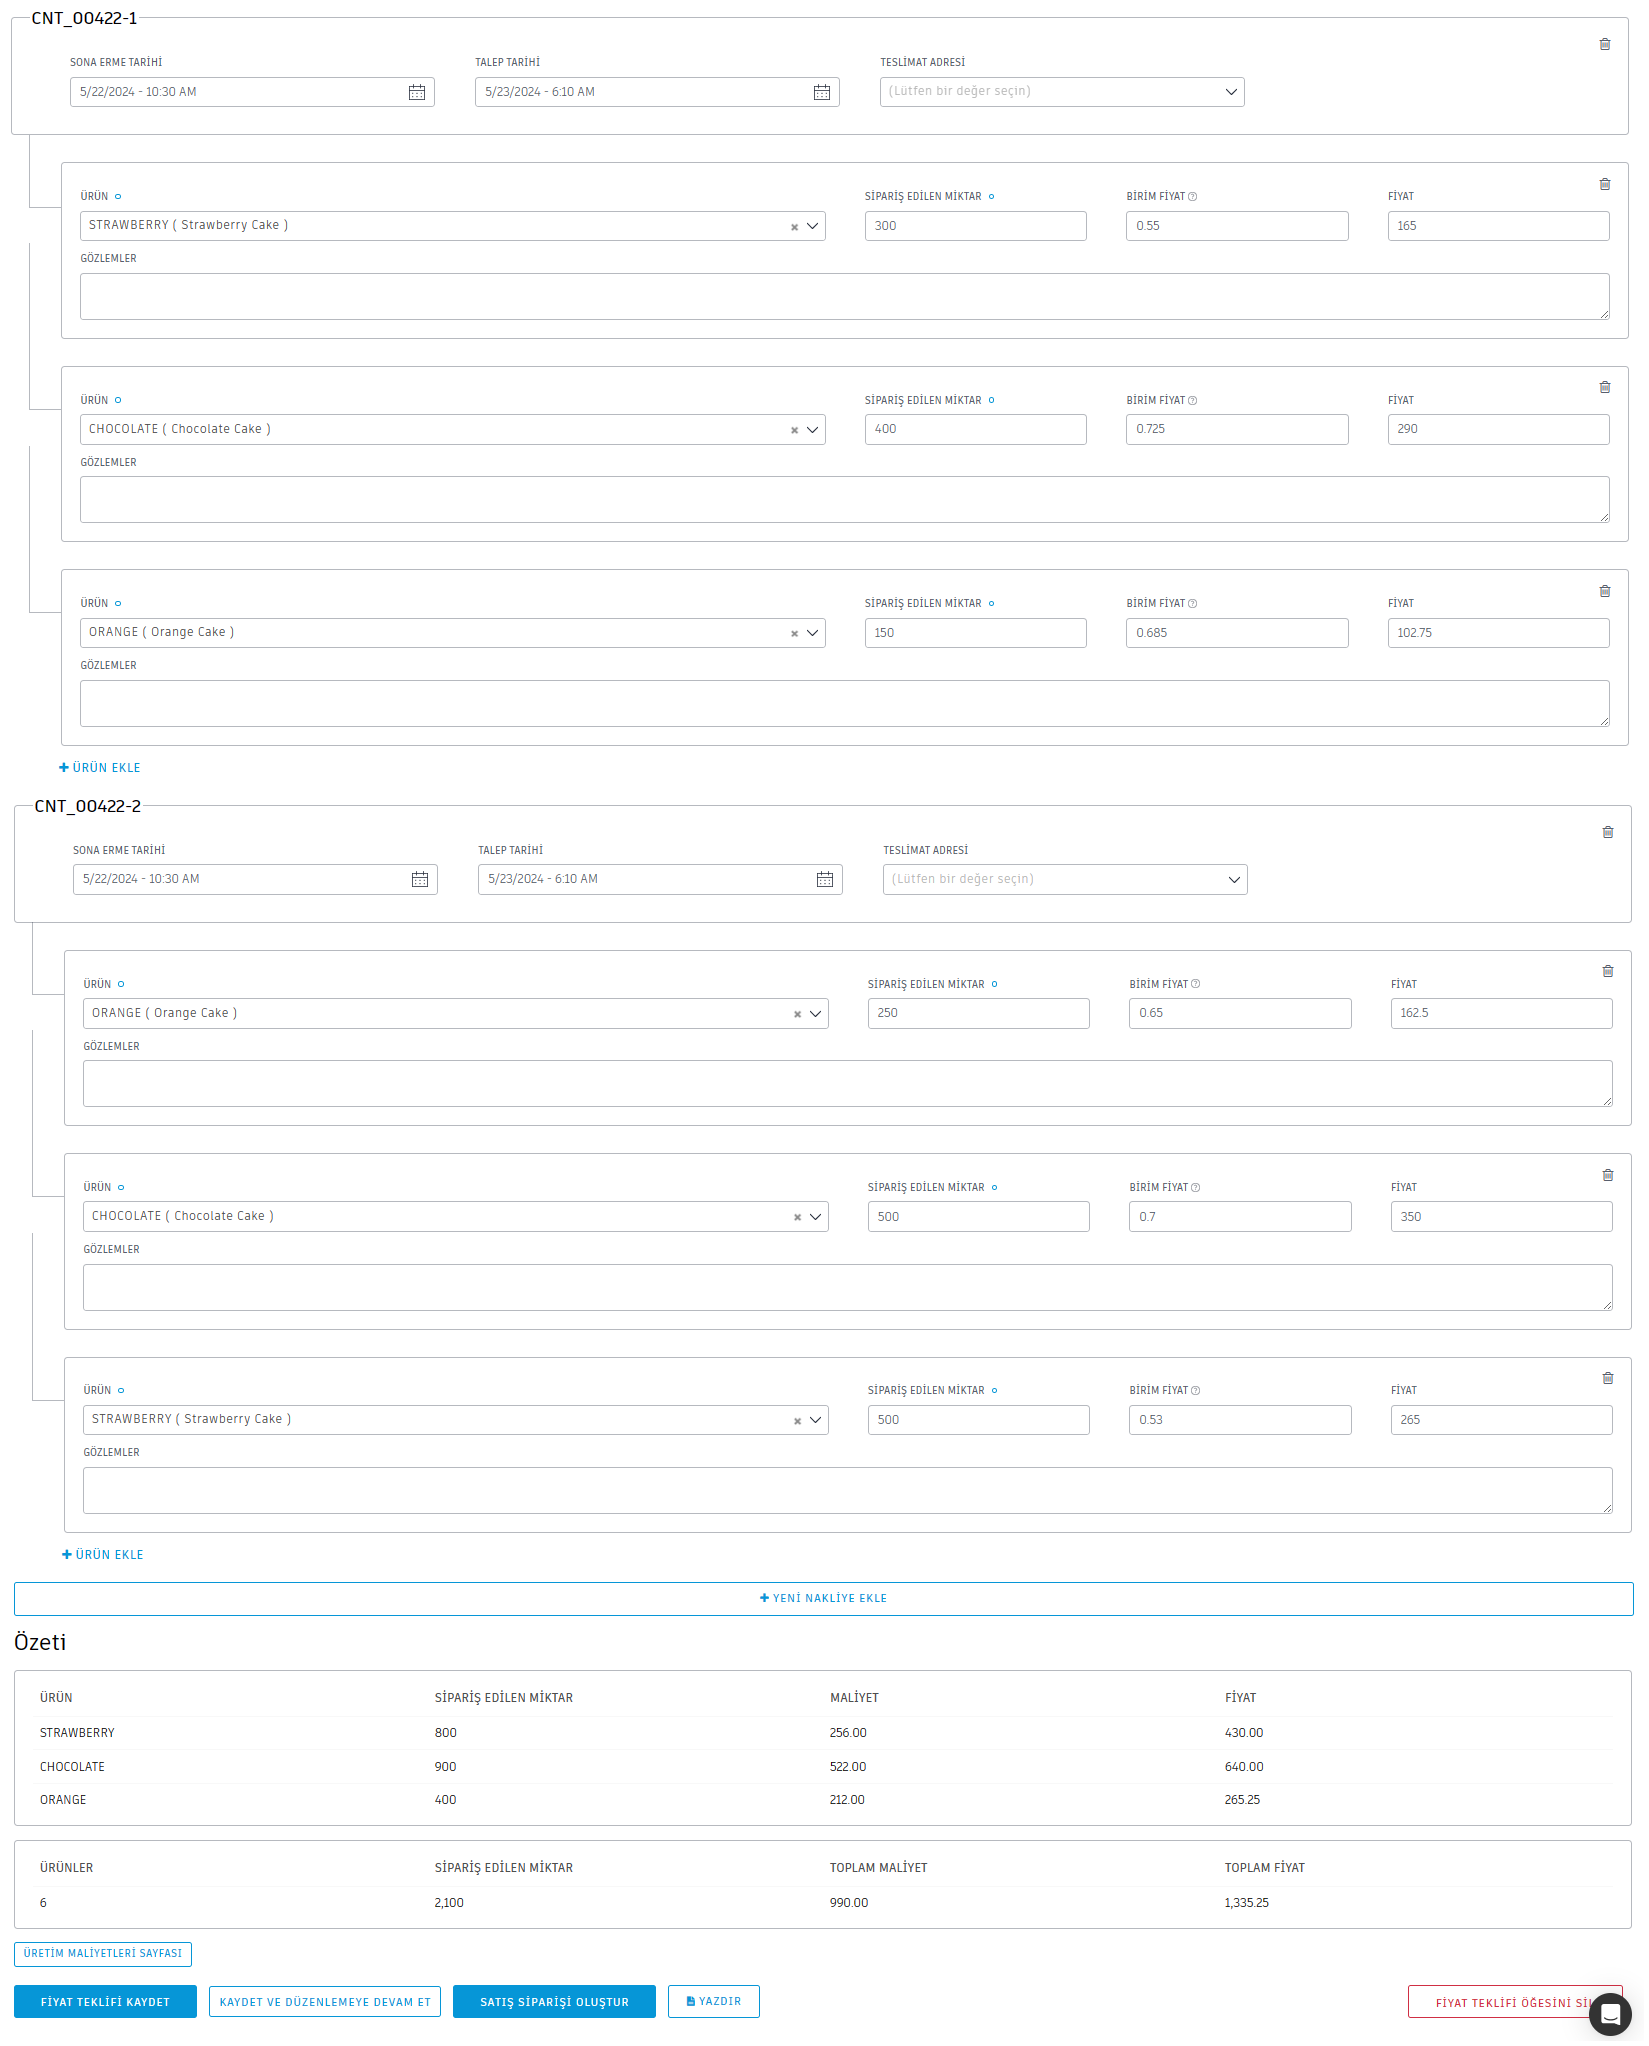 CNT_00422-1
SONA ERME TARİHİ TALEP TARİHİ TESLİMAT ADRESİ
5/22/2024 - 10:30 AM 5/23/2024 - 6:10 AM (Lütfen bir değer seçin)
ÜRÜN SİPARİŞ EDİLEN MİKTAR BİRİM FİYAT FİYAT
STRAWBERRY ( Strawberry Cake ) 300 0.55 165
GÖZLEMLER
ÜRÜN SİPARİŞ EDİLEN MİKTAR BİRİM FİYAT FİYAT
CHOCOLATE ( Chocolate Cake ) 400 0.725 290
GÖZLEMLER
ÜRÜN SİPARİŞ EDİLEN MİKTAR BİRİM FİYAT FİYAT
ORANGE ( Orange Cake ) 150 0.685 102.75
GÖZLEMLER
ÜRÜN EKLE
CNT_00422-2
SONA ERME TARİHİ TALEP TARİHİ TESLİMAT ADRESİ
5/22/2024 - 10:30 AM 5/23/2024 - 6:10 AM (Lütfen bir değer seçin)
ÜRÜN SİPARİŞ EDİLEN MİKTAR BİRİM FİYAT FİYAT
ORANGE ( Orange Cake ) 250 0.65 162.5
GÖZLEMLER
ÜRÜN SİPARİŞ EDİLEN MİKTAR BİRİM FİYAT FİYAT
CHOCOLATE ( Chocolate Cake ) 500 0.7 350
GÖZLEMLER
ÜRÜN SİPARİŞ EDİLEN MİKTAR BİRİM FİYAT FİYAT
STRAWBERRY ( Strawberry Cake ) 500 0.53 265
GÖZLEMLER
ÜRÜN EKLE
YENİ NAKLİYE EKLE
Özeti
ÜRÜN SİPARİŞ EDİLEN MİKTAR MALİYET FİYAT
STRAWBERRY 800 256.00 430.00
CHOCOLATE 900 522.00 640.00
ORANGE 400 212.00 265.25
ÜRÜNLER SİPARİŞ EDİLEN MİKTAR TOPLAM MALİYET TOPLAM FİYAT
6 2,100 990.00 1,335.25
ÜRETİM MALİYETLERİ SAYFASI
FİYAT TEKLİFİ KAYDET KAYDET VE DÜZENLEMEYE DEVAM ET SATIŞ SİPARİŞİ OLUŞTUR YAZDIR FİYAT TEKLİFİ ÖĞESİNİ SİL